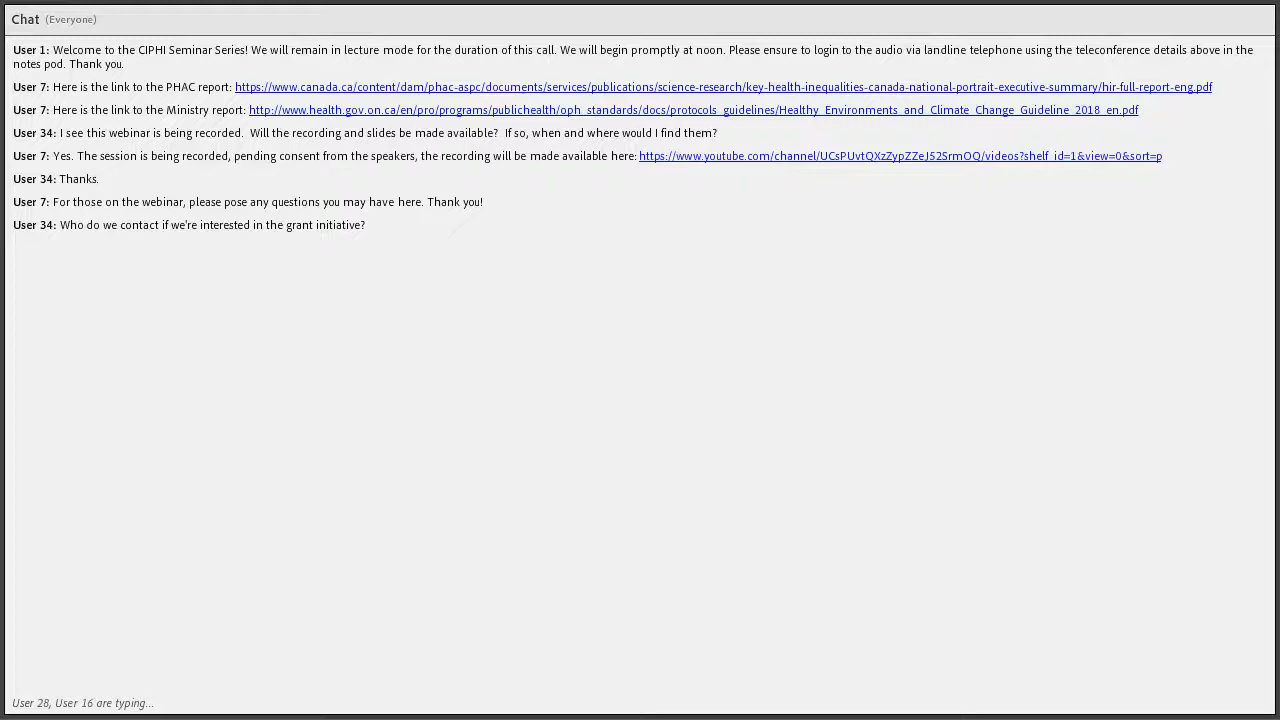 Chat (Everyone)
User 1: Welcome to the CIPHI Seminar Series! We will remain in lecture mode for the duration of this call. We will begin promptly at noon. Please ensure to login to the audio via landline telephone using the teleconference details above in the
notes pod. Thank you.
User 7: Here is the link to the PHAC report: https://www.canada.ca/content/dam/phac-aspc/documents/services/publications/science-research/key-health-inequalities-canada-national-portrait-executive-summary/hir-full-report-eng.pdf
User 7: Here is the link to the Ministry report: http://www.health.gov.on.ca/en/pro/programs/publichealth/oph_standards/docs/protocols_guidelines/Healthy_Environments_and_Climate_Change_Guideline_2018_en.pdf
User 34: I see this webinar is being recorded.  Will the recording and slides be made available?  If so, when and where would I find them?
User 7: Yes. The session is being recorded, pending consent from the speakers, the recording will be made available here: https://www.youtube.com/channel/UCsPUvtQXzZypZZeJ52SrmOQ/videos?shelf_id=1&view=0&sort=p
User 34: Thanks.
User 7: For those on the webinar, please pose any questions you may have here. Thank you!
User 34: Who do we contact if we're interested in the grant initiative?
User 28, User 16 are typing...